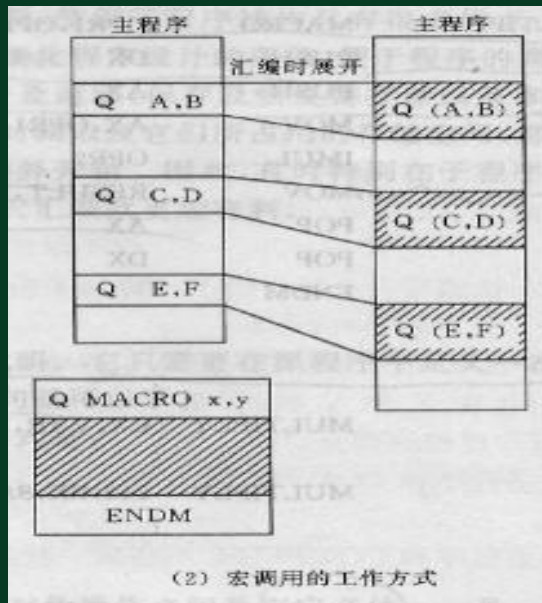 主程序
主程序
汇编时展开
Q A,B
Q (A,B)
Q C,D
Q (C,D)
Q E,F
Q (E,F)
Q MACRO x,y
ENDM
(2) 宏调用的工作方式